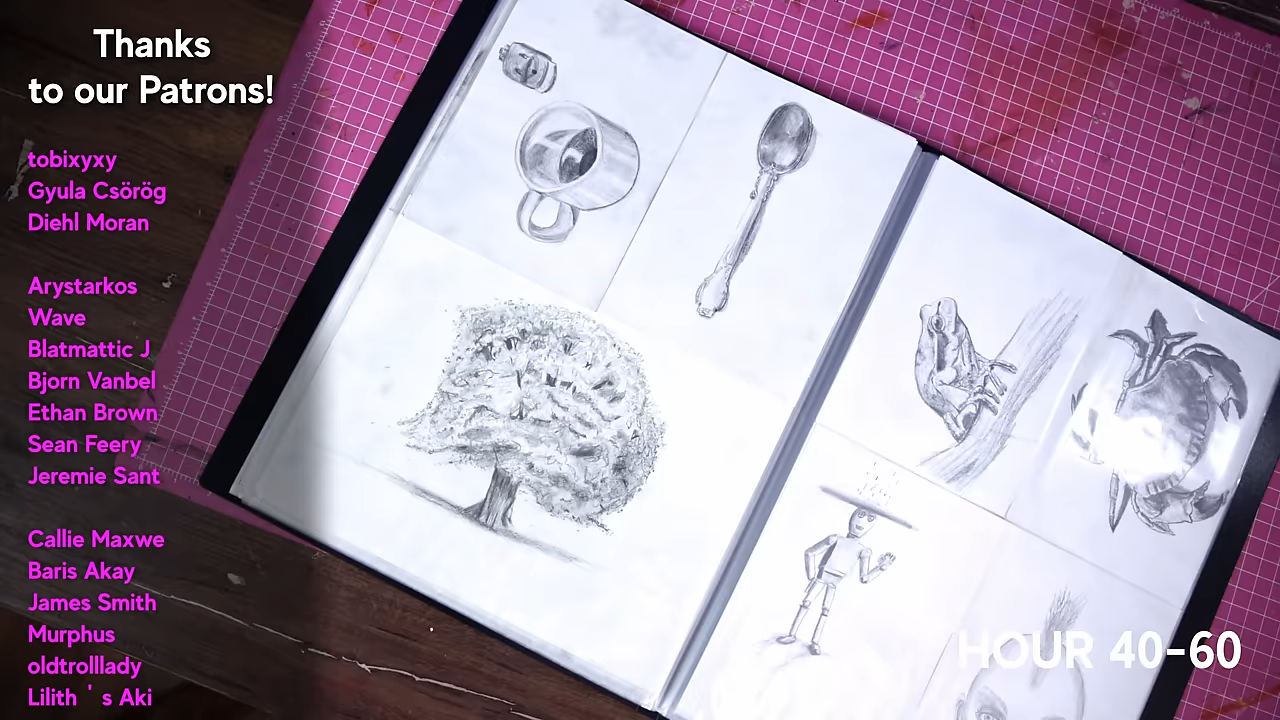 Thanks
to our Patrons!
tobixyxy
Gyula Csörög
Diehl Moran
Arystarkos
Wave
Blatmattic J
Bjorn Vanbel
Ethan Brown
Sean Feery
Jeremie Sant
Callie Maxwe
Baris Akay
James Smith
Murphus
oldtrolllady
Lilith ' s Aki
HOUR 40-60